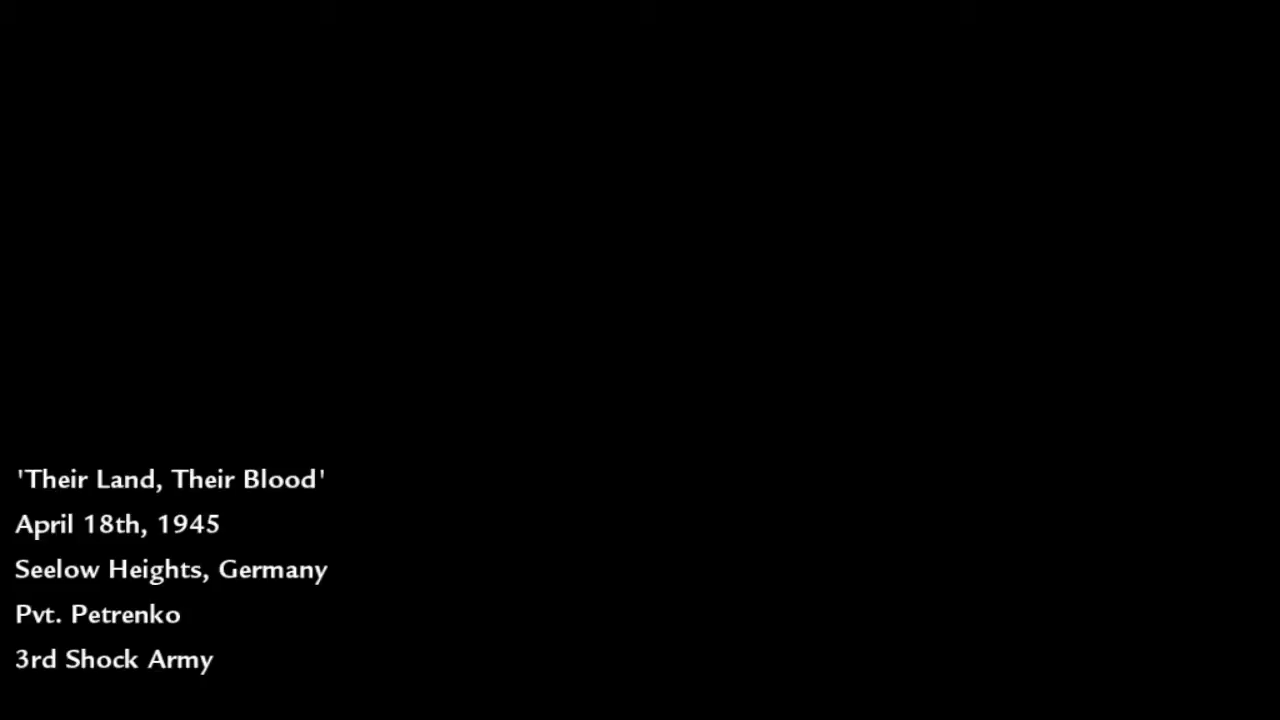 'Their Land, Their Blood'
April 18th, 1945
Seelow Heights, Germany
Pvt. Petrenko
3rd Shock Army